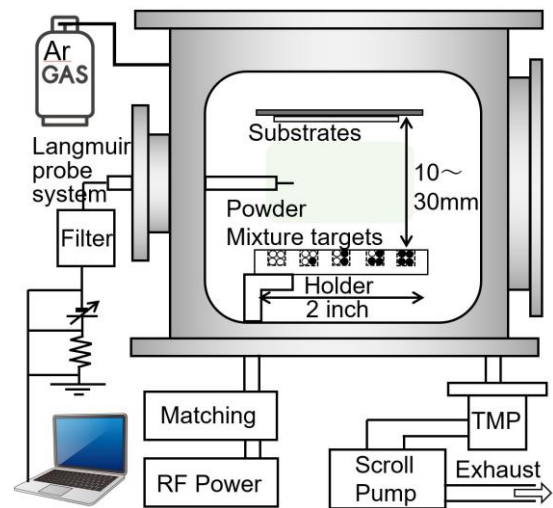 Ar
GAS
Langmuir
probe
system
Filter
Substrates
10～
30mm
Powder
Mixture targets
Holder
2 inch
Matching
RF Power
TMP
Scroll
Pump
Exhaust